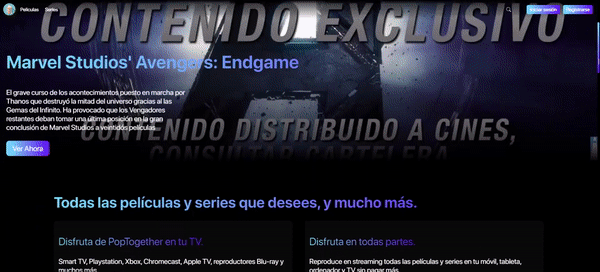 Películas Series Iniciar sesión Registrarse
CONTENIDO EXCLUSIVO
Marvel Studios' Avengers: Endgame
El grave curso de los acontecimientos puesto en marcha por
Thanos que destruyó la mitad del universo gracias al las
Gemas del Infinito. Ha provocado que los Vengadores
restantes deban tomar una última posición en la gran
conclusión de Marvel Studios a veintidós películas.
CONTENIDO DISTRIBUIDO A CINES,
CONSULTAR CARTELERA
Ver Ahora
Todas las películas y series que desees, y mucho más.
Disfruta de PopTogether en tu TV.
Smart TV, Playstation, Xbox, Chromecast, Apple TV, reproductores Blu-ray y
muchos más.
Disfruta en todas partes.
Reproduce en streaming todas las películas y series en tu móvil, tableta,
ordenador y TV sin pagar más.